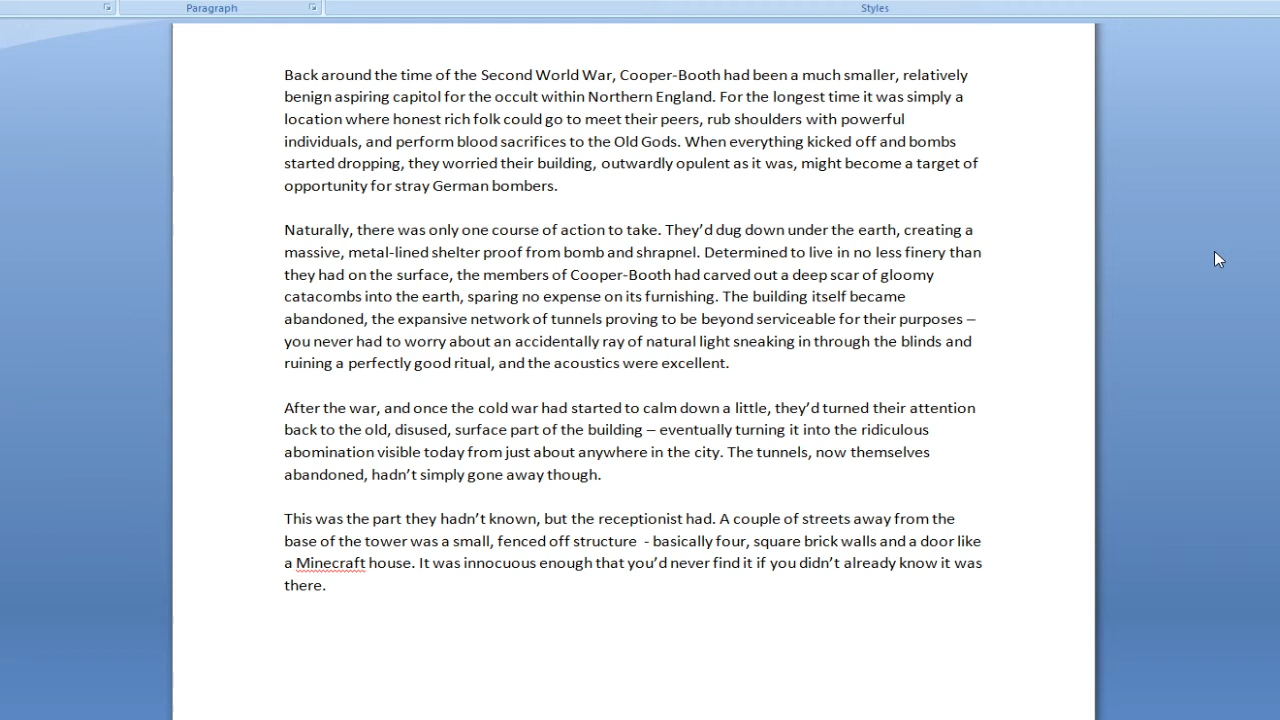 Paragraph
Styles
Back around the time of the Second World War, Cooper-Booth had been a much smaller, relatively
benign aspiring capitol for the occult within Northern England. For the longest time it was simply a
location where honest rich folk could go to meet their peers, rub shoulders with powerful
individuals, and perform blood sacrifices to the Old Gods. When everything kicked off and bombs
started dropping, they worried their building, outwardly opulent as it was, might become a target of
opportunity for stray German bombers.
Naturally, there was only one course of action to take. They’d dug down under the earth, creating a
massive, metal-lined shelter proof from bomb and shrapnel. Determined to live in no less finery than
they had on the surface, the members of Cooper-Booth had carved out a deep scar of gloomy
catacombs into the earth, sparing no expense on its furnishing. The building itself became
abandoned, the expansive network of tunnels proving to be beyond serviceable for their purposes –
you never had to worry about an accidentally ray of natural light sneaking in through the blinds and
ruining a perfectly good ritual, and the acoustics were excellent.
After the war, and once the cold war had started to calm down a little, they’d turned their attention
back to the old, disused, surface part of the building – eventually turning it into the ridiculous
abomination visible today from just about anywhere in the city. The tunnels, now themselves
abandoned, hadn’t simply gone away though.
This was the part they hadn’t known, but the receptionist had. A couple of streets away from the
base of the tower was a small, fenced off structure  - basically four, square brick walls and a door like
a Minecraft house. It was innocuous enough that you’d never find it if you didn’t already know it was
there.